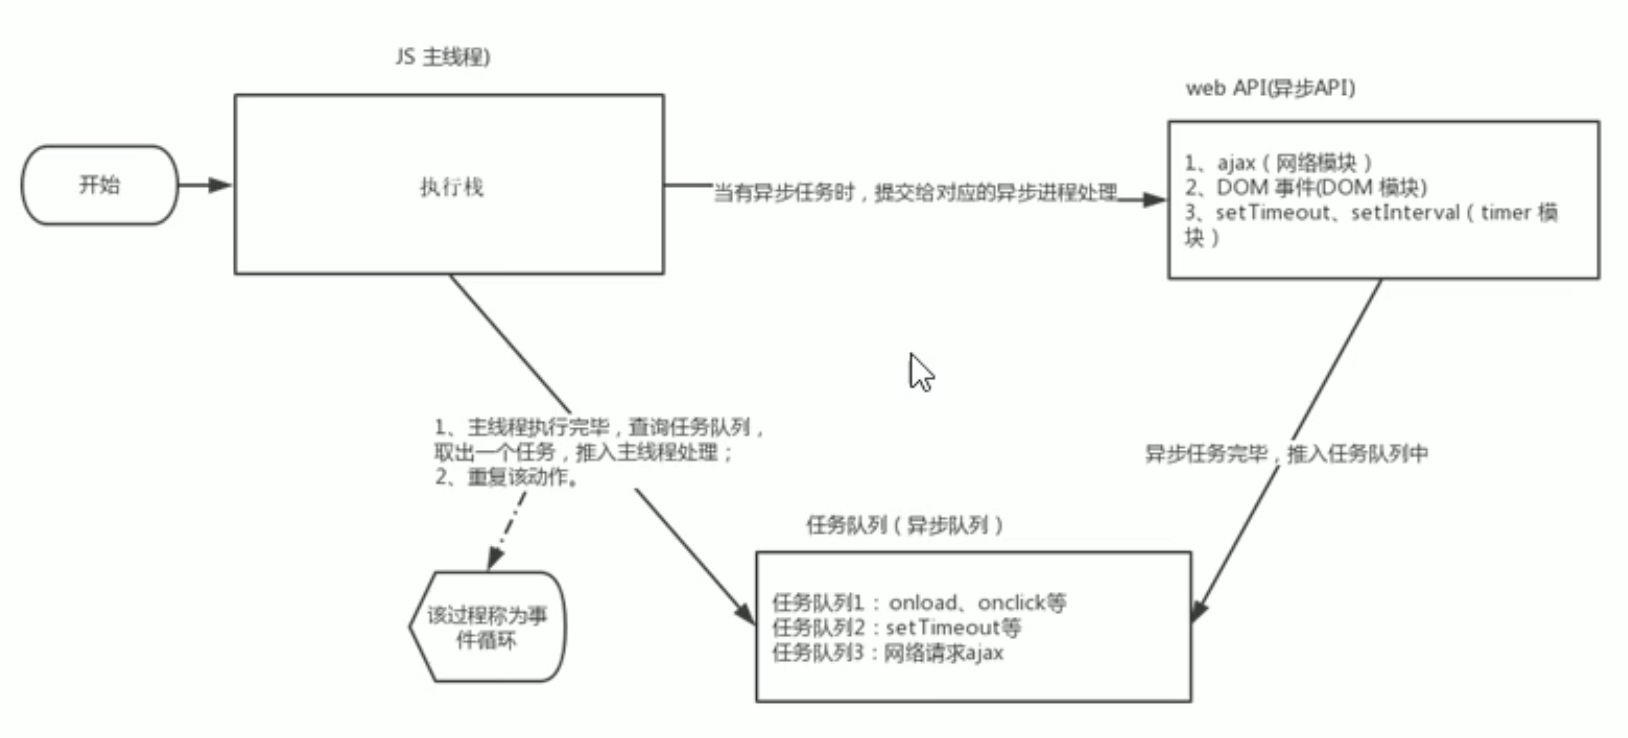 JS 主线程)
web API(异步API)
开始
执行栈
当有异步任务时，提交给对应的异步进程处理
1、ajax（网络模块）
2、DOM 事件(DOM 模块)
3、setTimeout、setInterval（timer 模
块）
1、主线程执行完毕，查询任务队列，
取出一个任务，推入主线程处理；
2、重复该动作。
异步任务完毕，推入任务队列中
任务队列（异步队列）
任务队列1：onload、onclick等
任务队列2：setTimeout等
任务队列3：网络请求ajax
该过程称为事
件循环